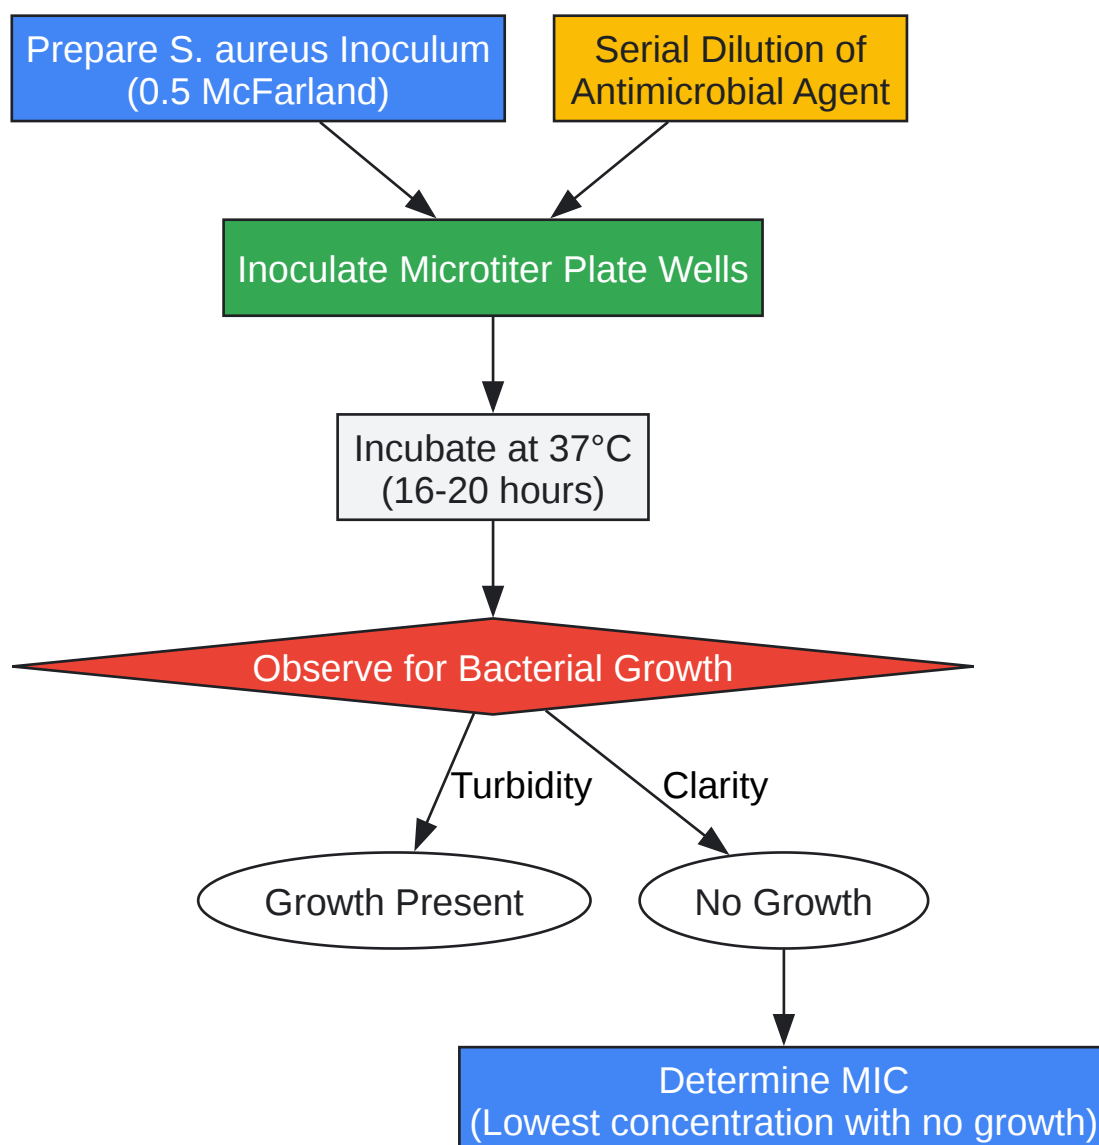 Prepare S. aureus Inoculum
(0.5 McFarland)
Serial Dilution of
Antimicrobial Agent
Inoculate Microtiter Plate Wells
Incubate at 37°C
(16-20 hours)
Observe for Bacterial Growth
Turbidity
Clarity
Growth Present
No Growth
Determine MIC
(Lowest concentration with no growth)